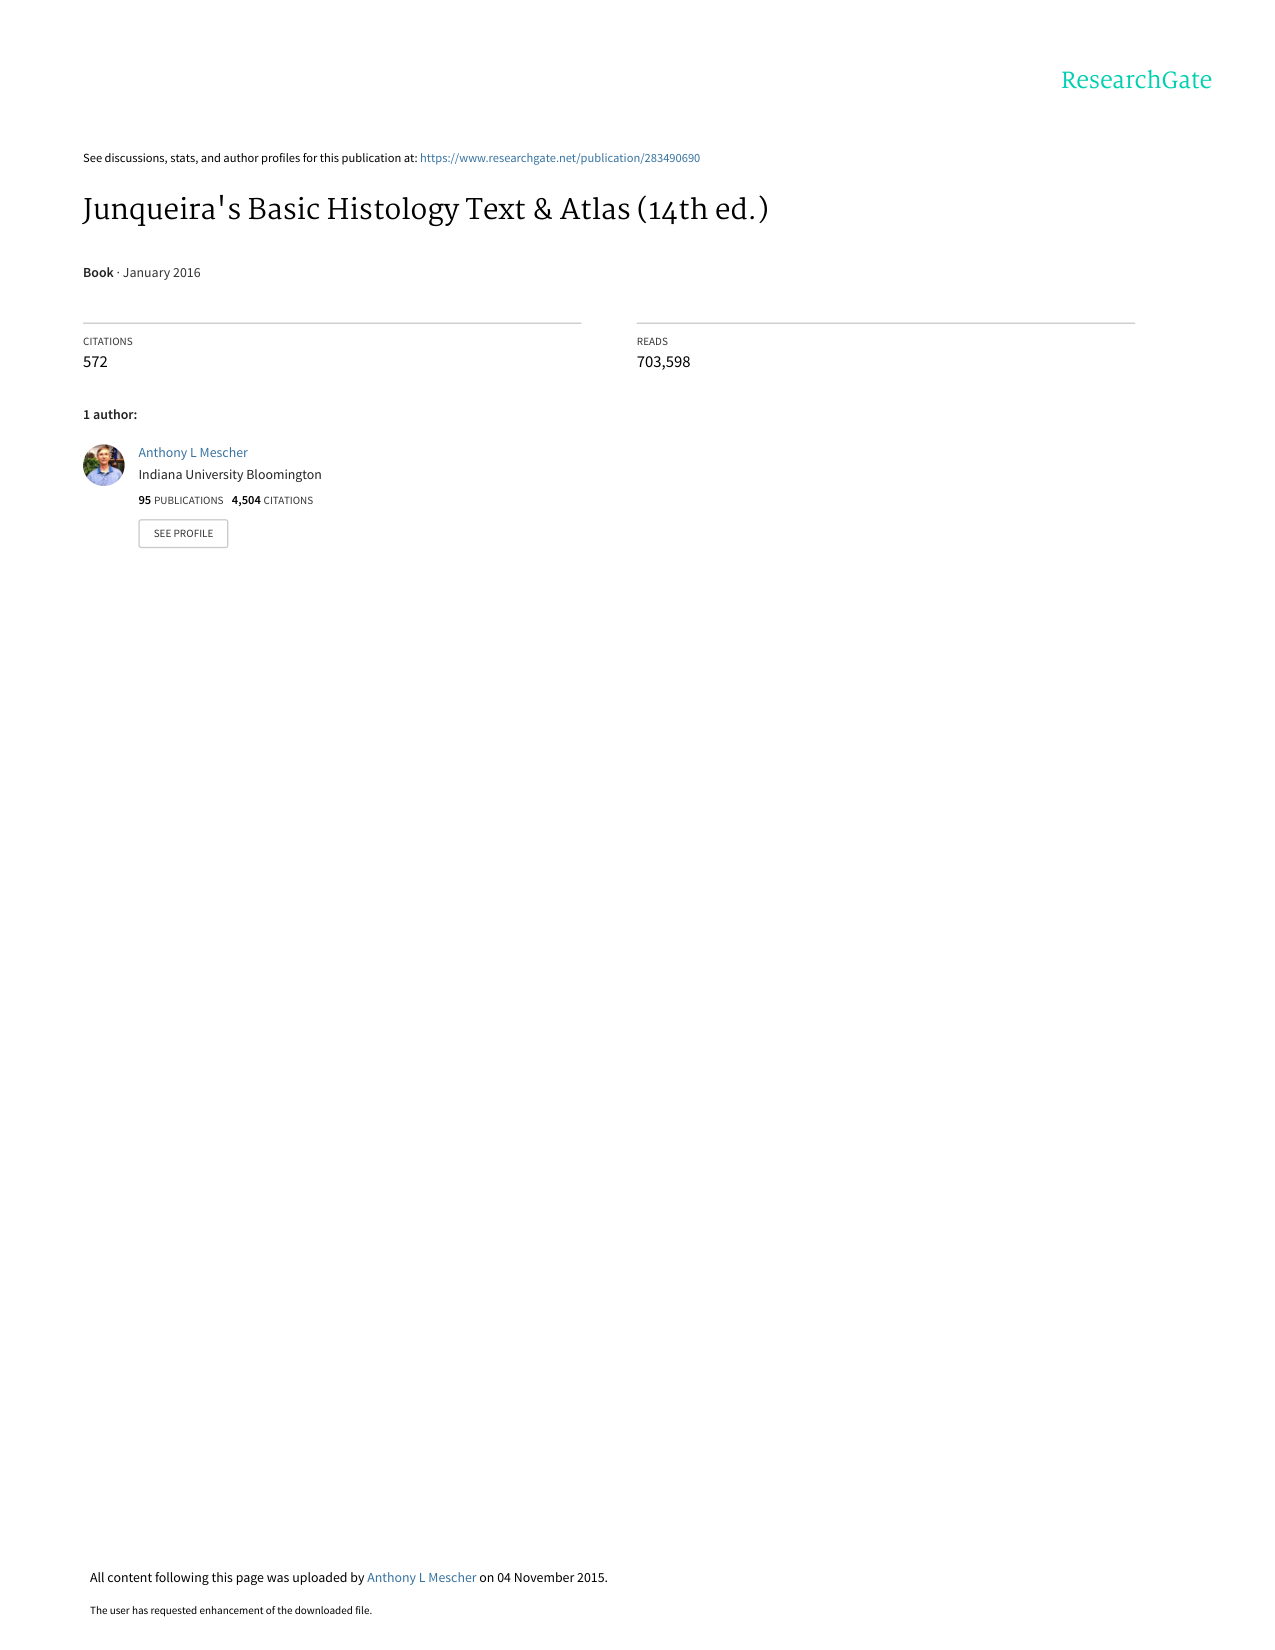 ResearchGate
See discussions, stats, and author profiles for this publication at: https://www.researchgate.net/publication/283490690
Junqueira's Basic Histology Text & Atlas (14th ed.)
Book · January 2016
CITATIONS
572
READS
703,598
1 author:
Anthony L Mescher
Indiana University Bloomington
95 PUBLICATIONS 4,504 CITATIONS
SEE PROFILE
All content following this page was uploaded by Anthony L Mescher on 04 November 2015.
The user has requested enhancement of the downloaded file.